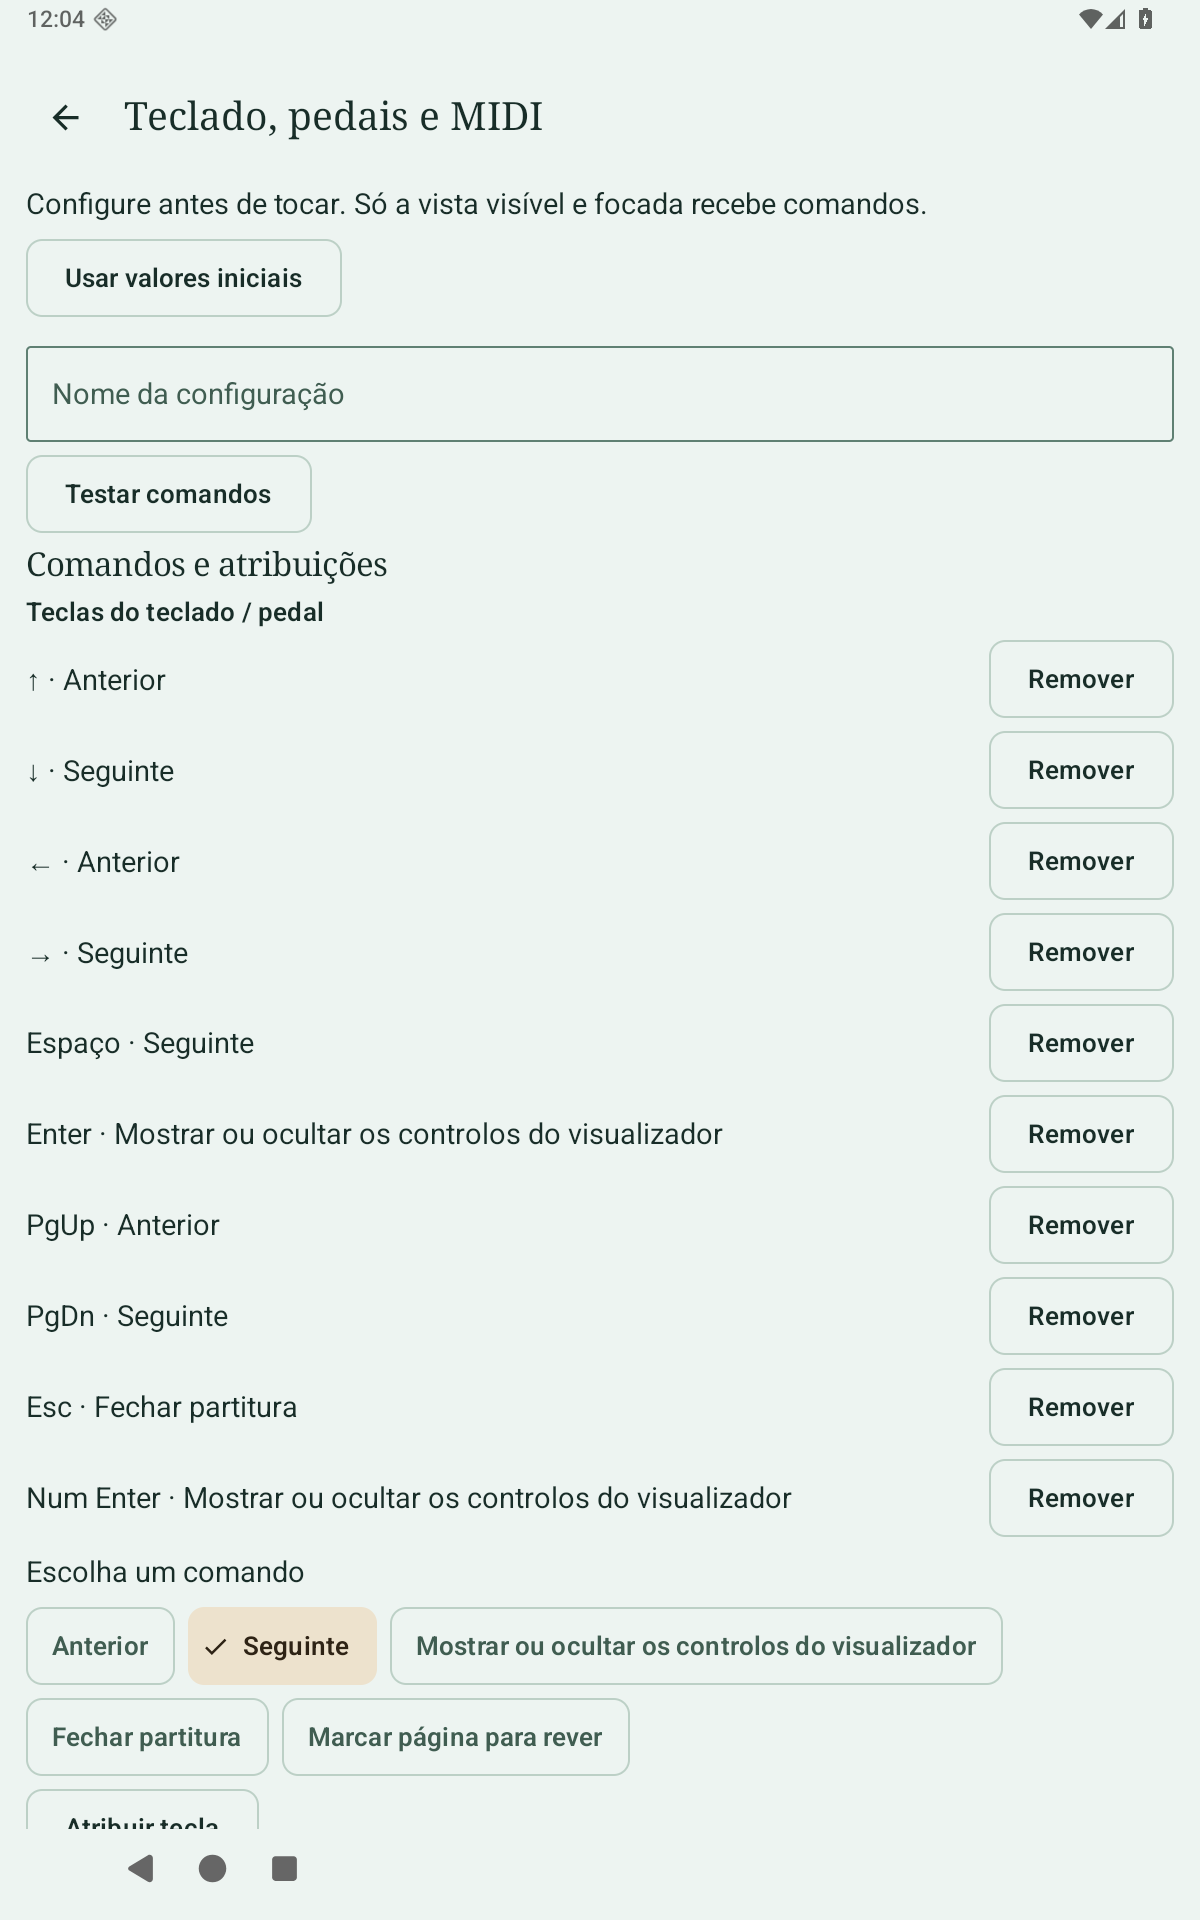 12:04
Teclado, pedais e MIDI
Configure antes de tocar. Só a vista visível e focada recebe comandos.
Usar valores iniciais
Nome da configuração
Testar comandos
Comandos e atribuições
Teclas do teclado / pedal
↑ · Anterior
Remover
↓ · Seguinte
Remover
← · Anterior
Remover
→ · Seguinte
Remover
Espaço · Seguinte
Remover
Enter · Mostrar ou ocultar os controlos do visualizador
Remover
PgUp · Anterior
Remover
PgDn · Seguinte
Remover
Esc · Fechar partitura
Remover
Num Enter · Mostrar ou ocultar os controlos do visualizador
Remover
Escolha um comando
Anterior
Seguinte
Mostrar ou ocultar os controlos do visualizador
Fechar partitura
Marcar página para rever
Atribuir tecla